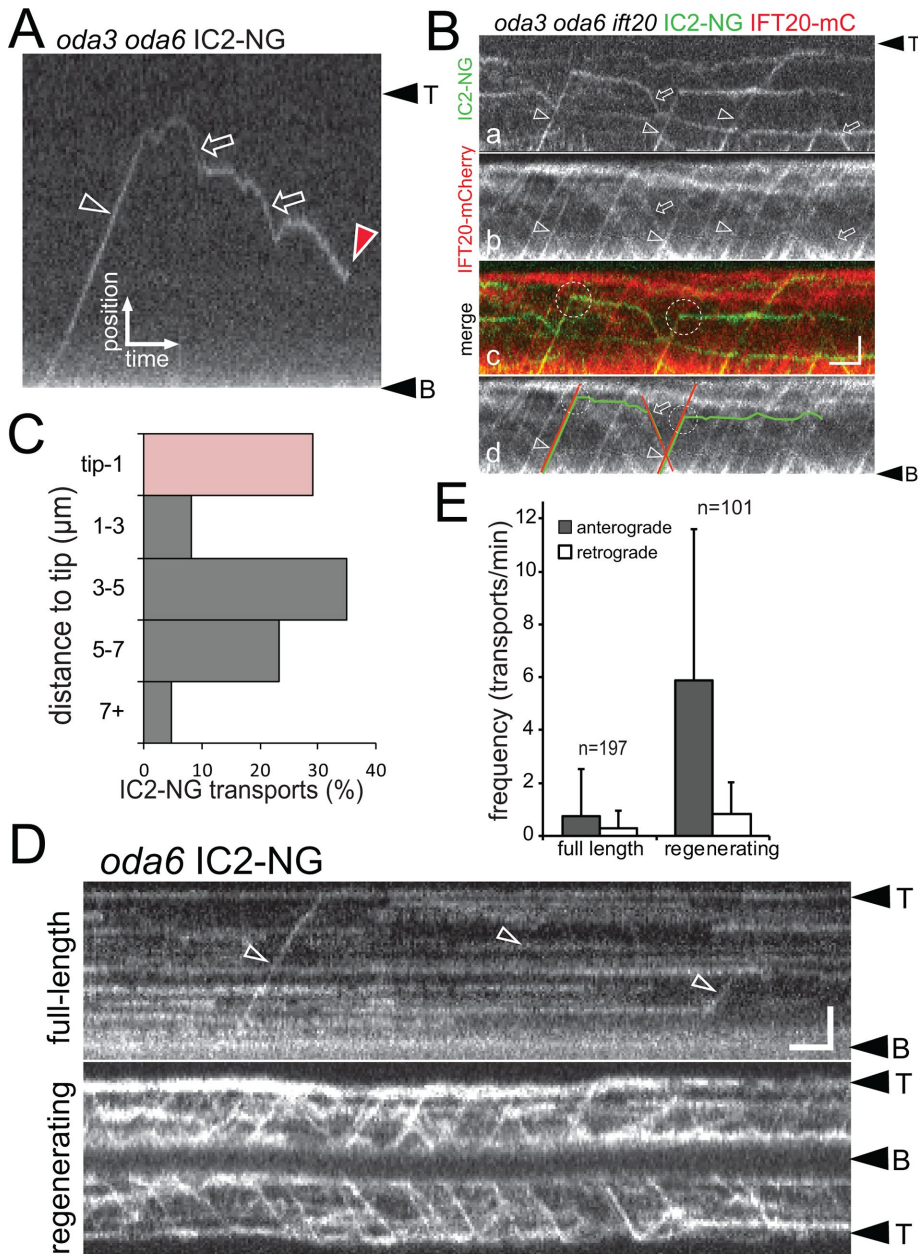 A
oda3 oda6 IC2-NG
T
position
time
B
B
oda3 oda6 ift20 IC2-NG IFT20-mC
IC2-NG
IFT20-mCherry
merge
T
a
b
c
d
B
C
distance to tip (µm)
tip-1
1-3
3-5
5-7
7+
0 10 20 30 40
IC2-NG transports (%)
E
frequency (transports/min)
12
10
8
6
4
2
0
anterograde
retrograde
n=197
n=101
full length
regenerating
D
oda6 IC2-NG
full-length
T
B
regenerating
T
B
T